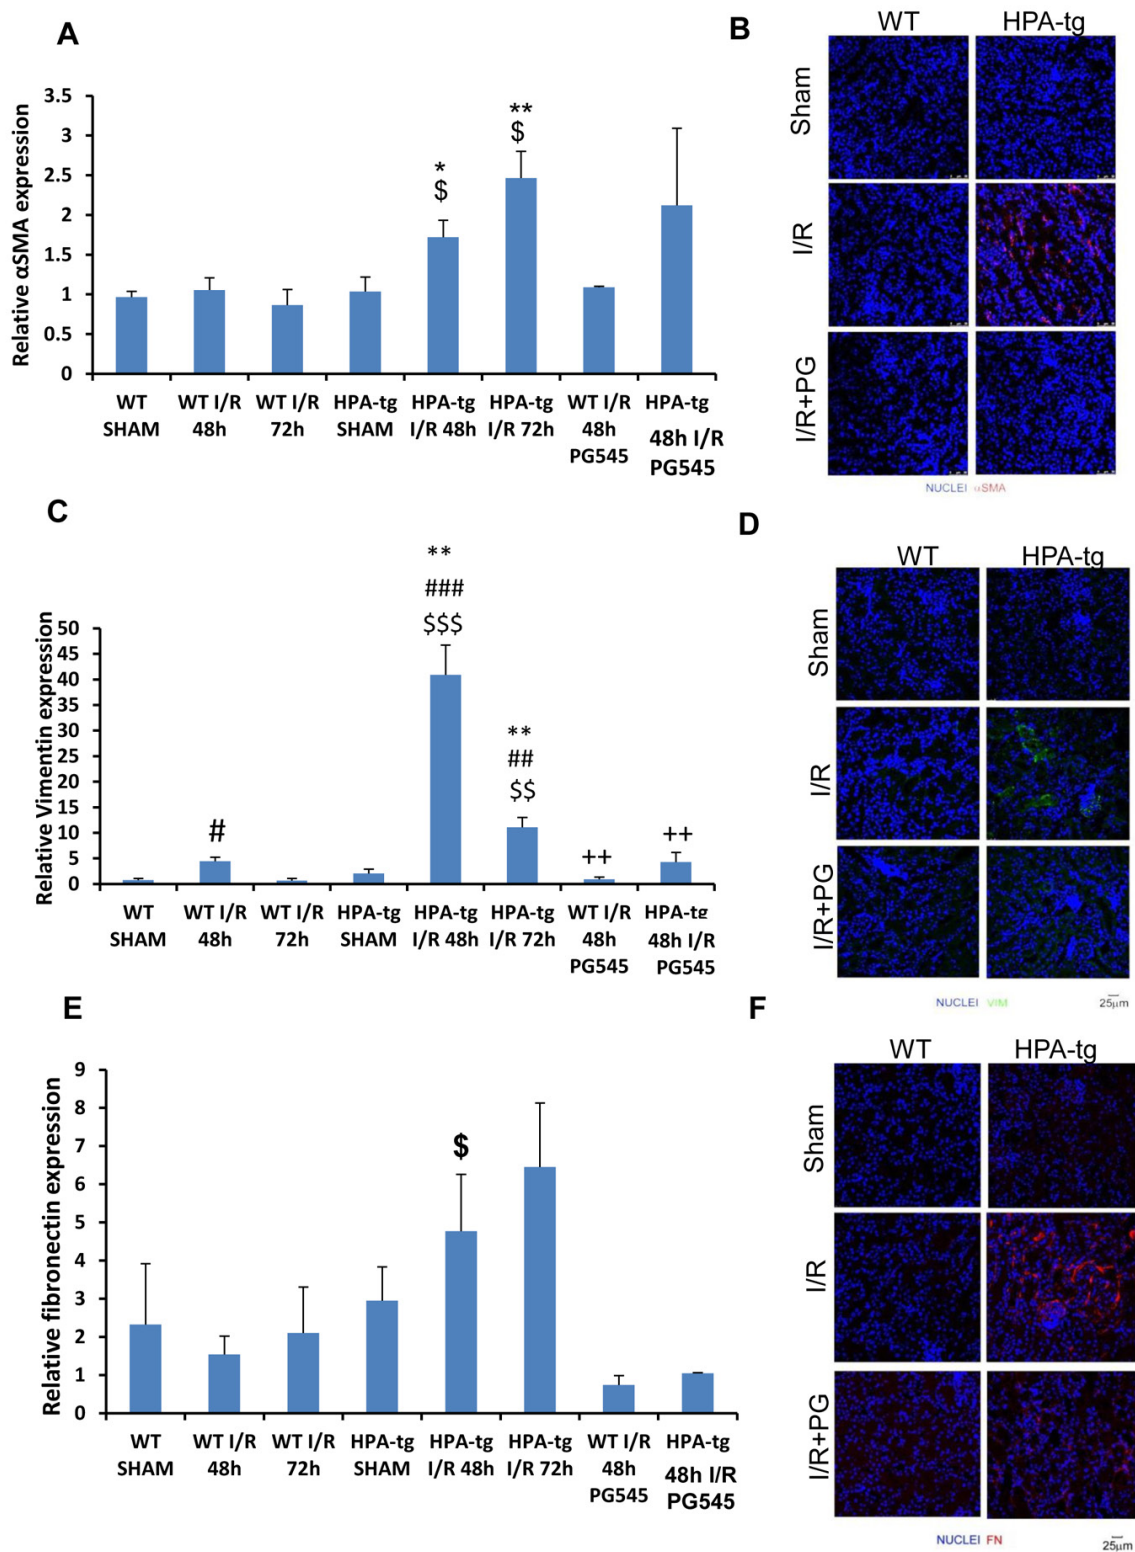 A
Relative αSMA expression
3.5
3
2.5
2
1.5
1
0.5
0
*
$
**
$
WT SHAM
WT I/R 48h
WT I/R 72h
HPA-tg SHAM
HPA-tg I/R 48h
HPA-tg I/R 72h
WT I/R 48h PG545
HPA-tg 48h I/R PG545
B
WT HPA-tg
Sham
I/R
I/R+PG
NUCLEI αSMA
C
Relative Vimentin expression
50
45
40
35
30
25
20
15
10
5
0
#
**
###
$$$
**
##
$$
++
++
WT SHAM
WT I/R 48h
WT I/R 72h
HPA-tg SHAM
HPA-tg I/R 48h
HPA-tg I/R 72h
WT I/R 48h PG545
HPA-tg 48h I/R PG545
D
WT HPA-tg
Sham
I/R
I/R+PG
NUCLEI VIM
25μm
E
Relative fibronectin expression
9
8
7
6
5
4
3
2
1
0
$
WT SHAM
WT I/R 48h
WT I/R 72h
HPA-tg SHAM
HPA-tg I/R 48h
HPA-tg I/R 72h
WT I/R 48h PG545
HPA-tg 48h I/R PG545
F
WT HPA-tg
Sham
I/R
I/R+PG
NUCLEI FN
25μm